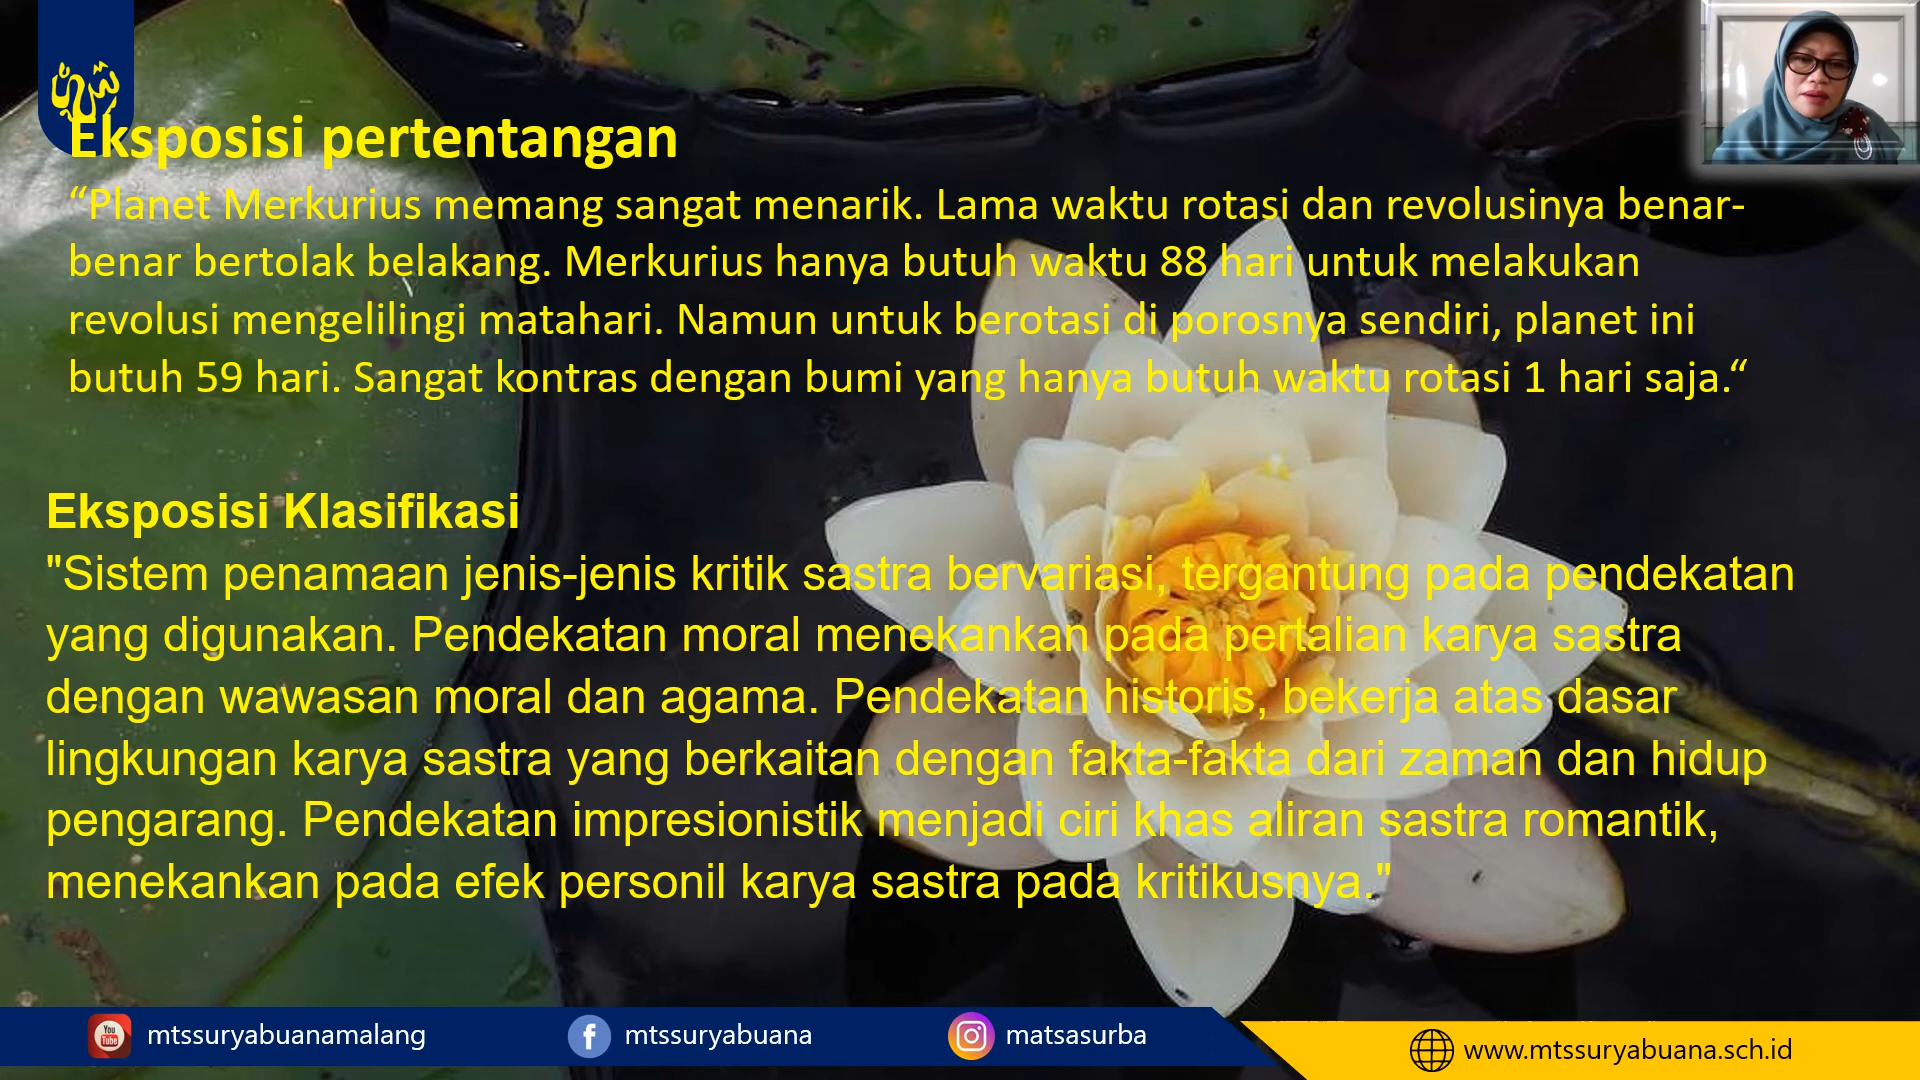 Eksposisi pertentangan
“Planet Merkurius memang sangat menarik. Lama waktu rotasi dan revolusinya benar-
benar bertolak belakang. Merkurius hanya butuh waktu 88 hari untuk melakukan
revolusi mengelilingi matahari. Namun untuk berotasi di porosnya sendiri, planet ini
butuh 59 hari. Sangat kontras dengan bumi yang hanya butuh waktu rotasi 1 hari saja.“
Eksposisi Klasifikasi
"Sistem penamaan jenis-jenis kritik sastra bervariasi, tergantung pada pendekatan
yang digunakan. Pendekatan moral menekankan pada pertalian karya sastra
dengan wawasan moral dan agama. Pendekatan historis, bekerja atas dasar
lingkungan karya sastra yang berkaitan dengan fakta-fakta dari zaman dan hidup
pengarang. Pendekatan impresionistik menjadi ciri khas aliran sastra romantik,
menekankan pada efek personil karya sastra pada kritikusnya."
You Tube mtssuryabuanamalang
f mtssuryabuana
matsasurba
www.mtssuryabuana.sch.id